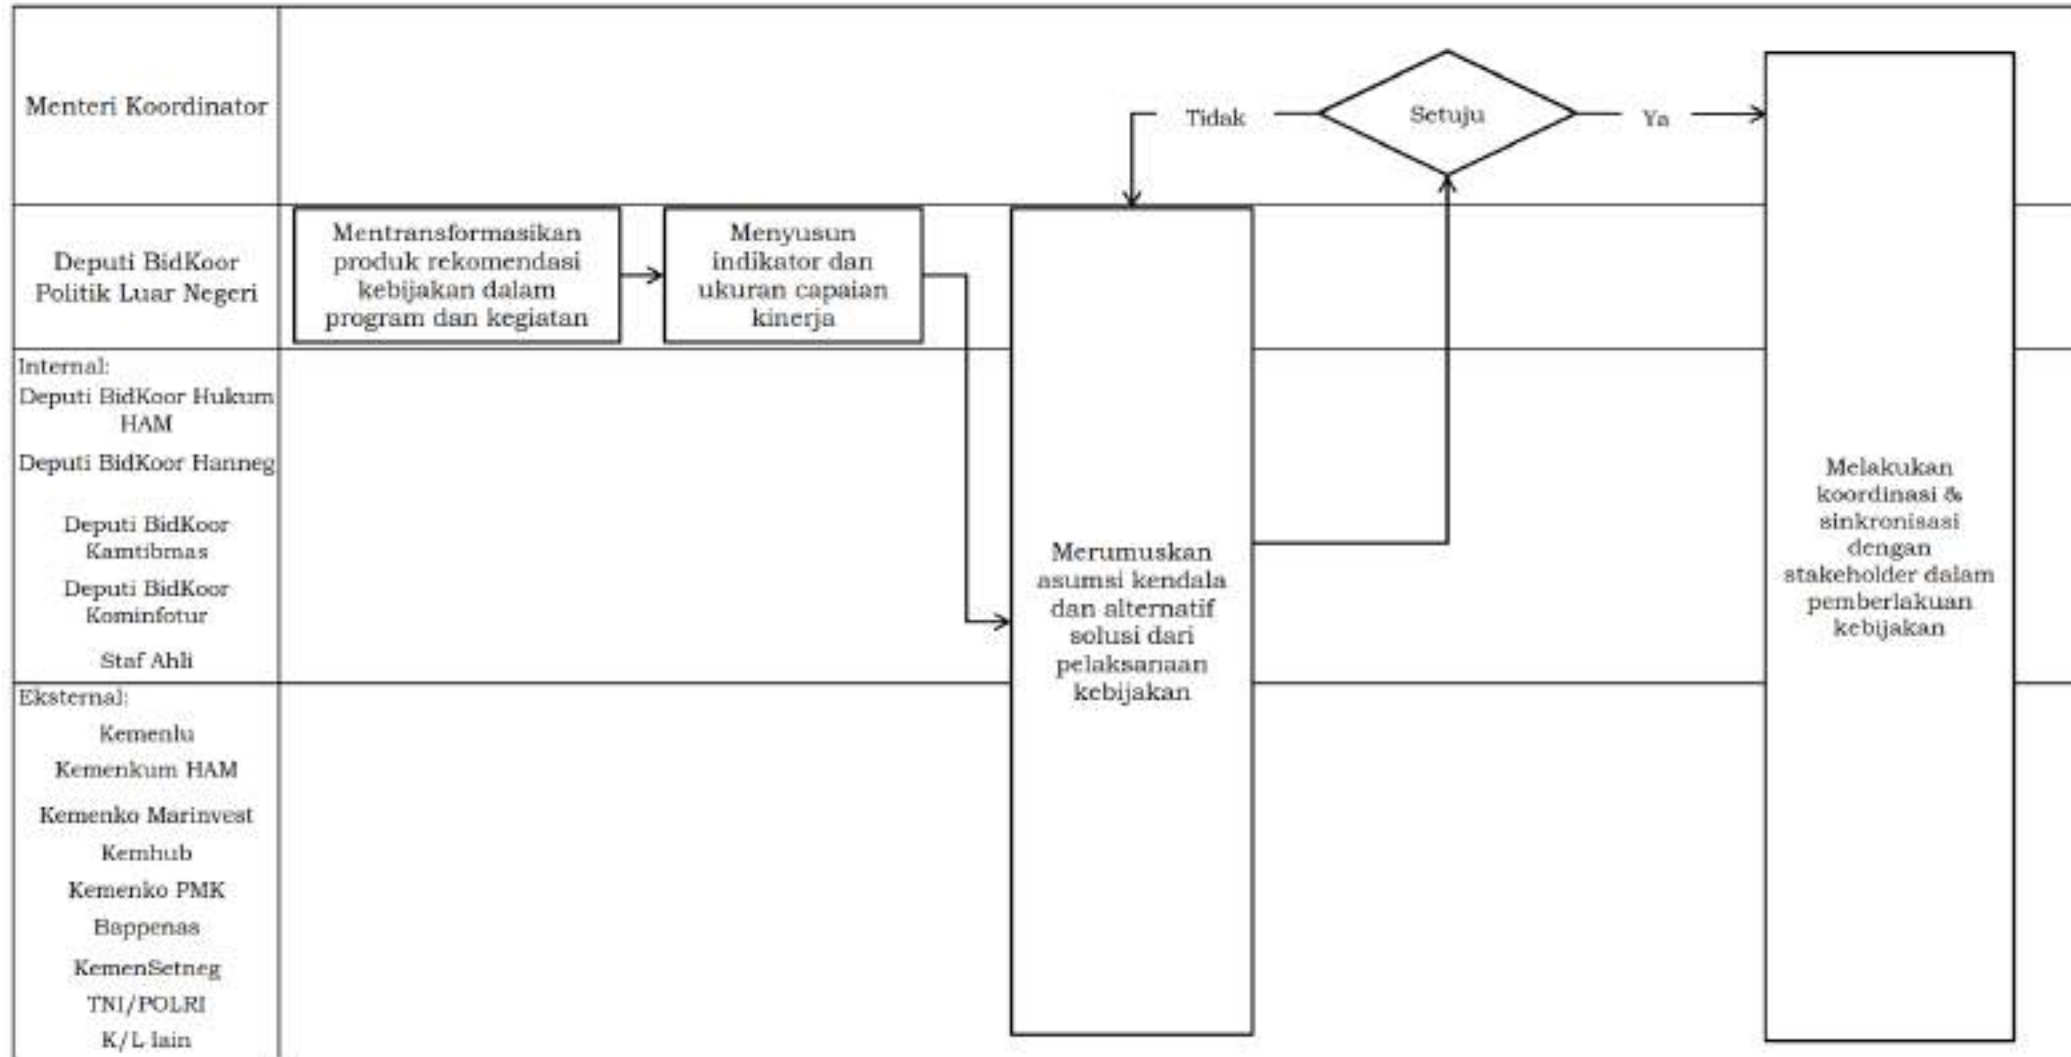 Menteri Koordinator
Tidak
Setuju
Ya
Deputi BidKoor
Politik Luar Negeri
Mentransformasikan
produk rekomendasi
kebijakan dalam
program dan kegiatan
Menyusun
indikator dan
ukuran capaian
kinerja
Internal:
Deputi BidKoor Hukum
HAM
Deputi BidKoor Hanneg
Deputi BidKoor
Kamtibmas
Deputi BidKoor
Kominfotur
Staf Ahli
Merumuskan
asumsi kendala
dan alternatif
solusi dari
pelaksanaan
kebijakan
Melakukan
koordinasi &
sinkronisasi
dengan
stakeholder dalam
pemberlakuan
kebijakan
Eksternal:
Kemenlu
Kemenkum HAM
Kemenko Marinvest
Kemhub
Kemenko PMK
Bappenas
KemenSetneg
TNI/POLRI
K/L lain